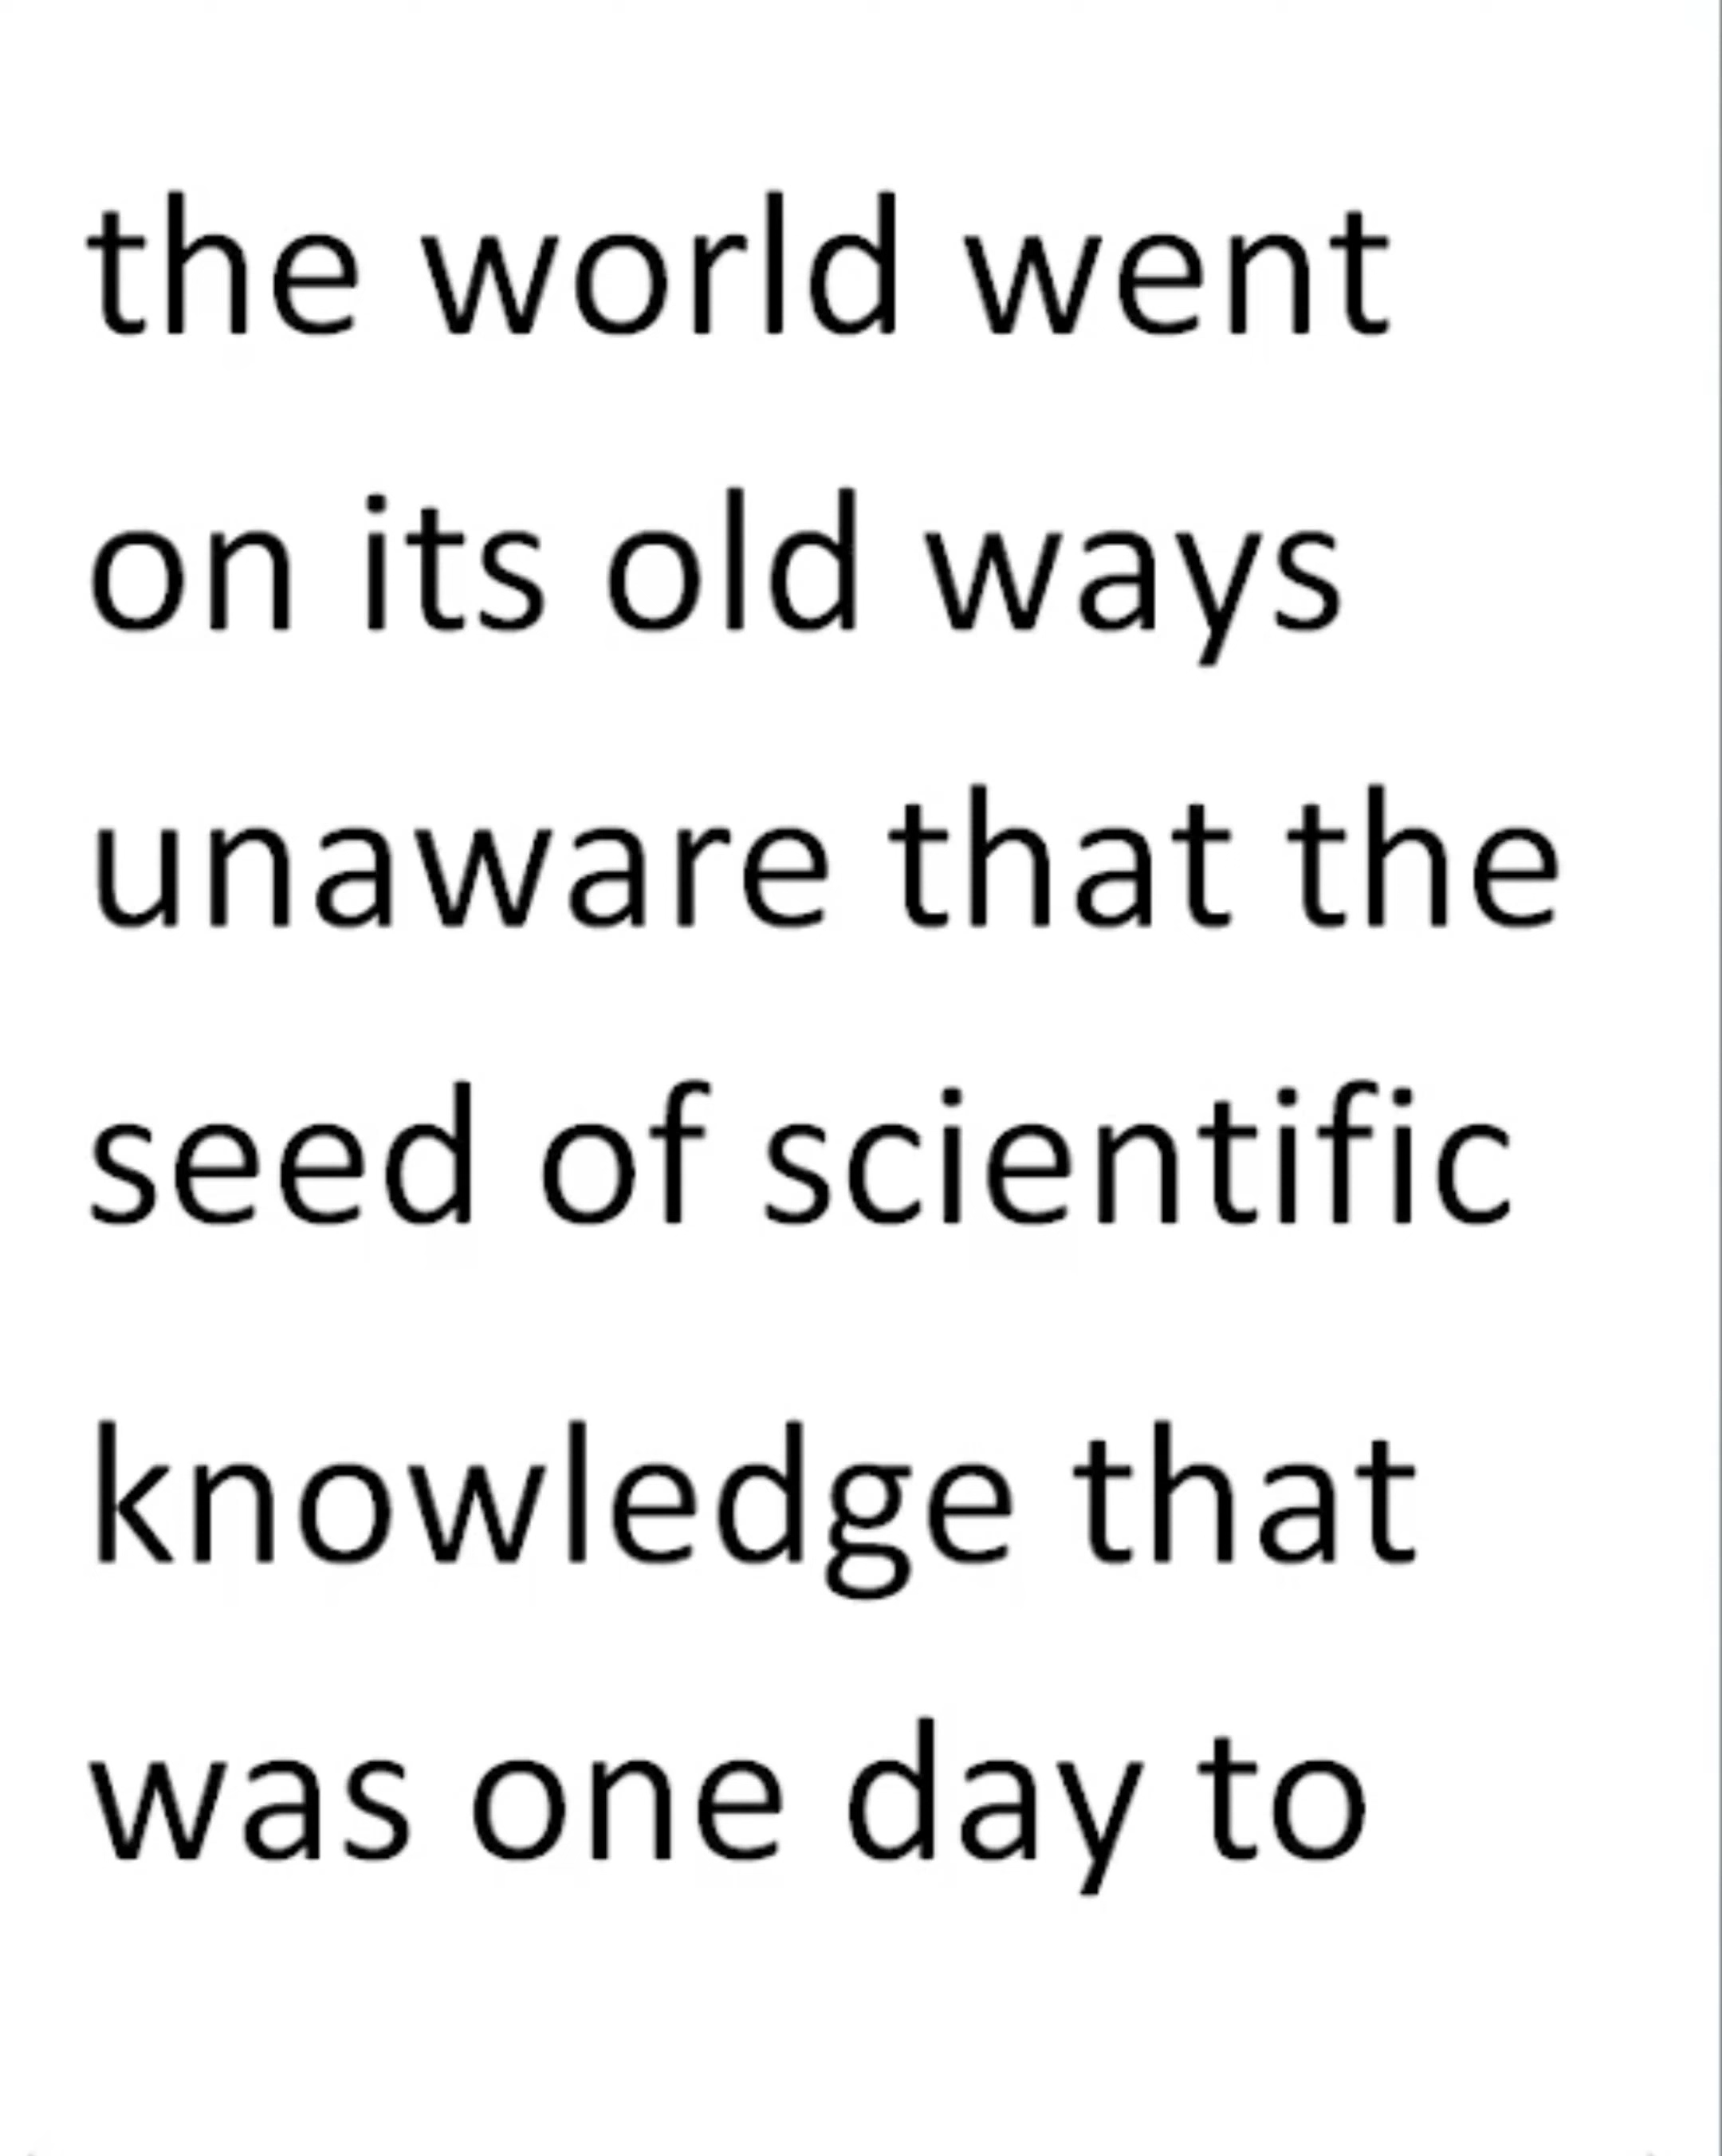 the world went
on its old ways
unaware that the
seed of scientific
knowledge that
was one day to